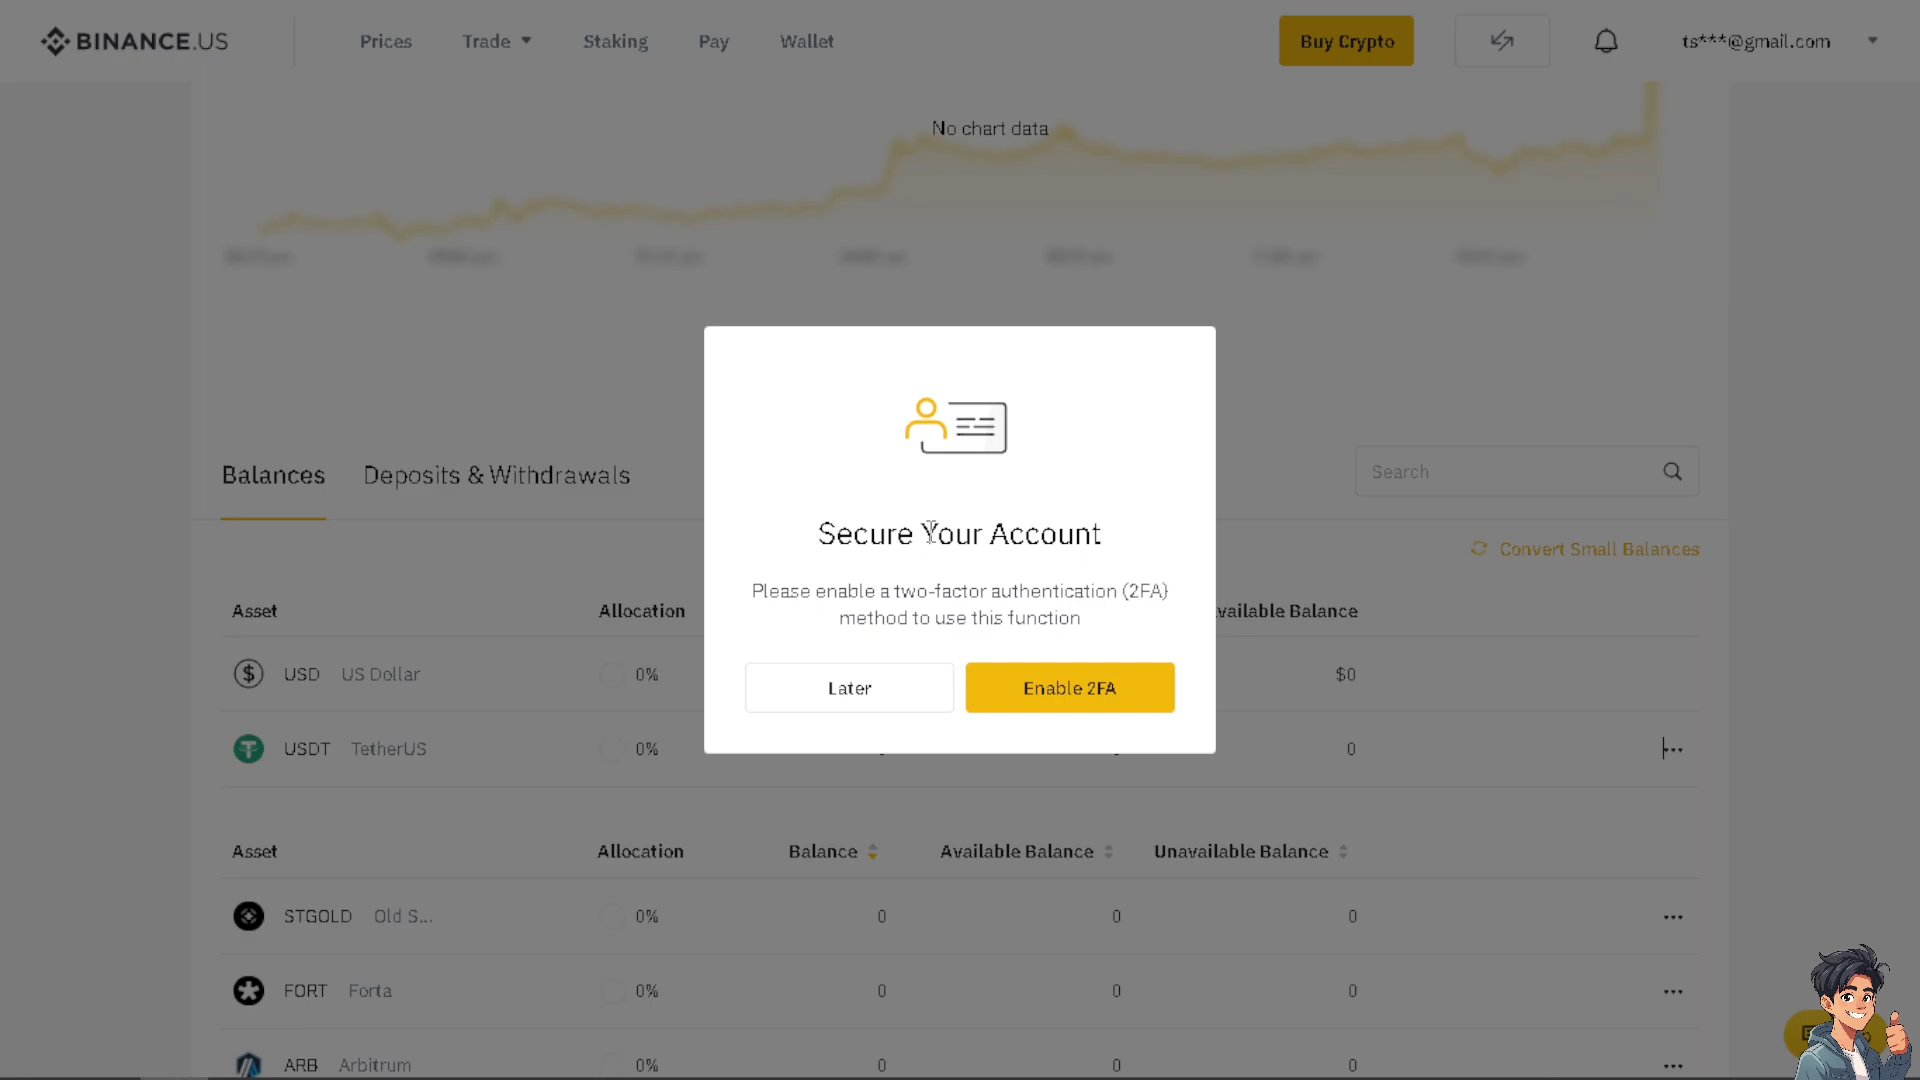 BINANCE.US Prices Trade Staking Pay Wallet Buy Crypto ts***@gmail.com
No chart data
Balances Deposits & Withdrawals Search
Convert Small Balances
Secure Your Account
Please enable a two-factor authentication (2FA)
method to use this function
Later Enable 2FA
Asset Allocation vailable Balance
USD US Dollar 0% $0
USDT TetherUS 0% 0
Asset Allocation Balance Available Balance Unavailable Balance
STGOLD Old S... 0% 0 0 0
FORT Forta 0% 0 0 0
ARB Arbitrum 0% 0 0 0